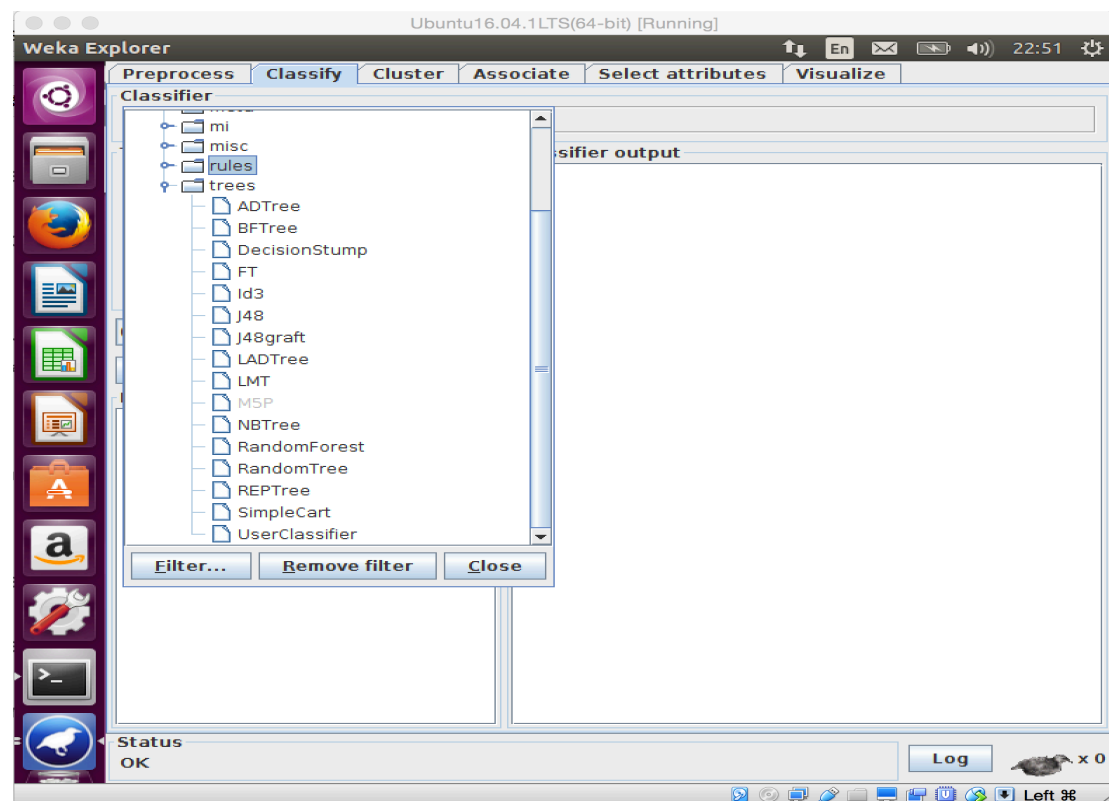 Ubuntu16.04.1LTS(64-bit) [Running]
Weka Explorer
En
22:51
Preprocess
Classify
Cluster
Associate
Select attributes
Visualize
Classifier
mi
misc
rules
trees
ADTree
BFTree
DecisionStump
FT
Id3
J48
J48graft
LADTree
LMT
M5P
NBTree
RandomForest
RandomTree
REPTree
SimpleCart
UserClassifier
Filter...
Remove filter
Close
sifier output
Status
OK
Log
x 0
Left ⌘